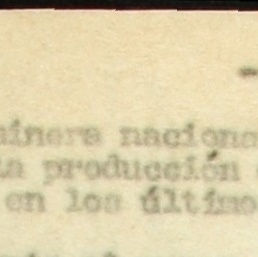 minera naciona
la producción
en los último